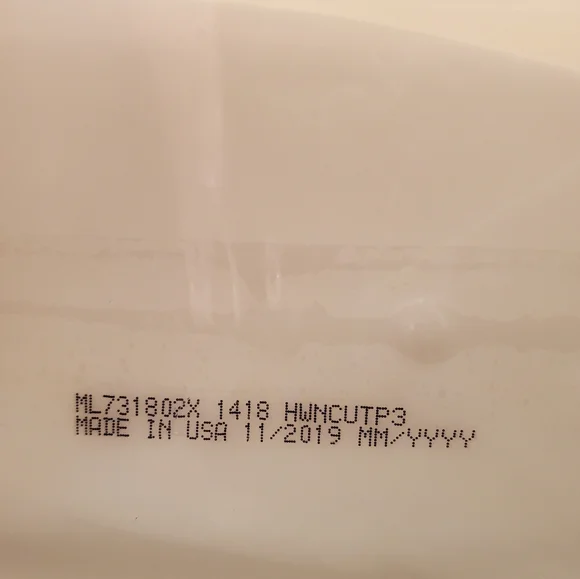 ML731802X 1418 HWNCUTP3
MADE IN USA 11/2019 MM/YYYY